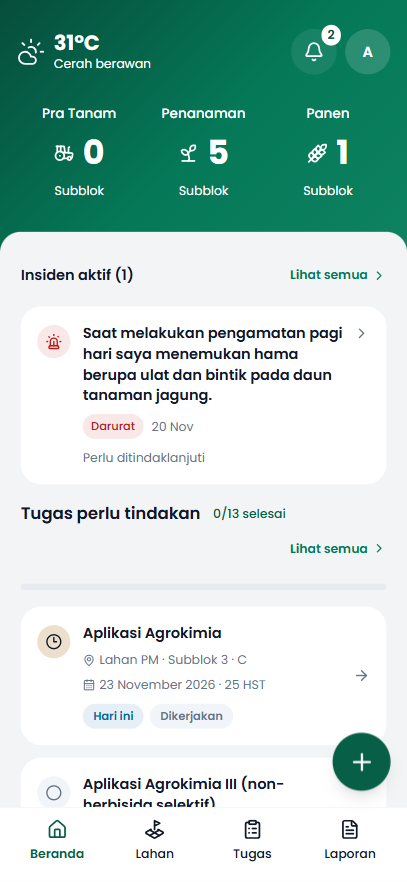 31°C
Cerah berawan
2
A
Pra Tanam
Penanaman
Panen
0
5
1
Subblok
Subblok
Subblok
Insiden aktif (1)
Lihat semua
Saat melakukan pengamatan pagi
hari saya menemukan hama
berupa ulat dan bintik pada daun
tanaman jagung.
Darurat
20 Nov
Perlu ditindaklanjuti
Tugas perlu tindakan
0/13 selesai
Lihat semua
Aplikasi Agrokimia
Lahan PM · Subblok 3 · C
23 November 2026 · 25 HST
Hari ini
Dikerjakan
Aplikasi Agrokimia III (non-
herbisida selektif)
Beranda
Lahan
Tugas
Laporan